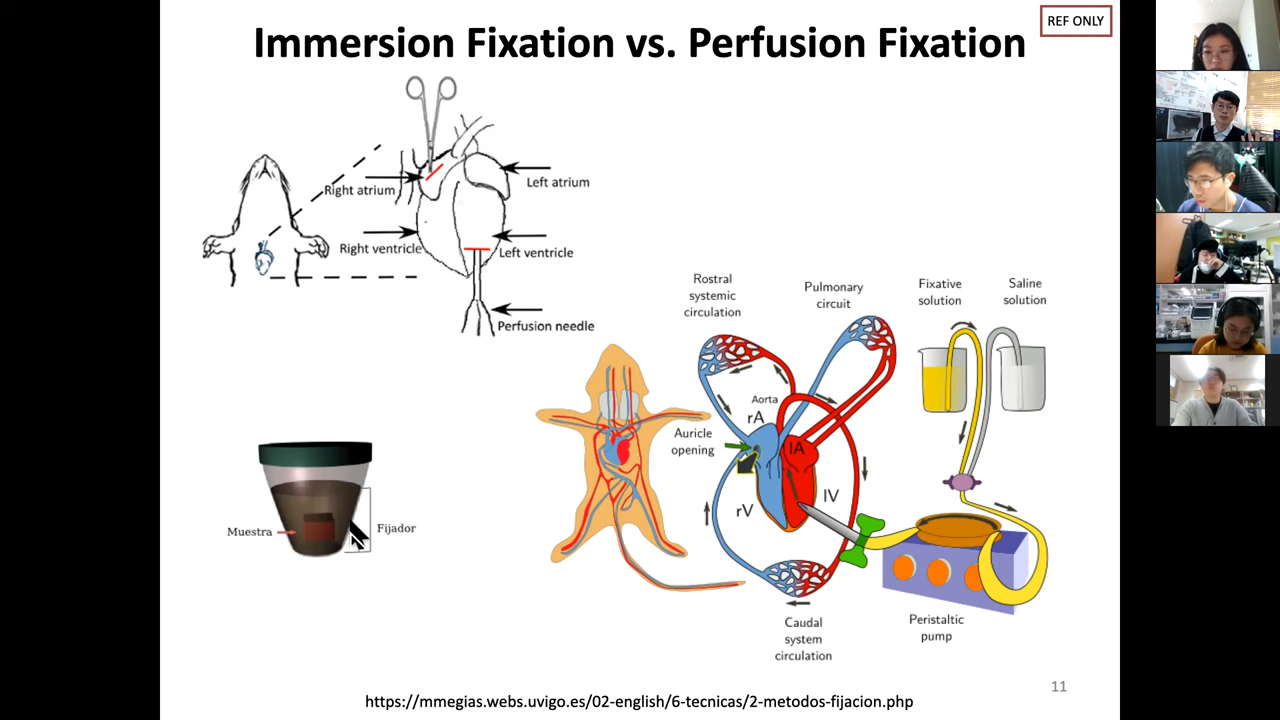 REF ONLY
Immersion Fixation vs. Perfusion Fixation
Right atrium
Left atrium
Right ventricle
Left ventricle
Perfusion needle
Rostral
systemic
circulation
Pulmonary
circuit
Fixative
solution
Saline
solution
Aorta
rA
Auricle
opening
lA
lV
rV
Muestra
Fijador
Peristaltic
pump
Caudal
system
circulation
11
https://mmegias.webs.uvigo.es/02-english/6-tecnicas/2-metodos-fijacion.php